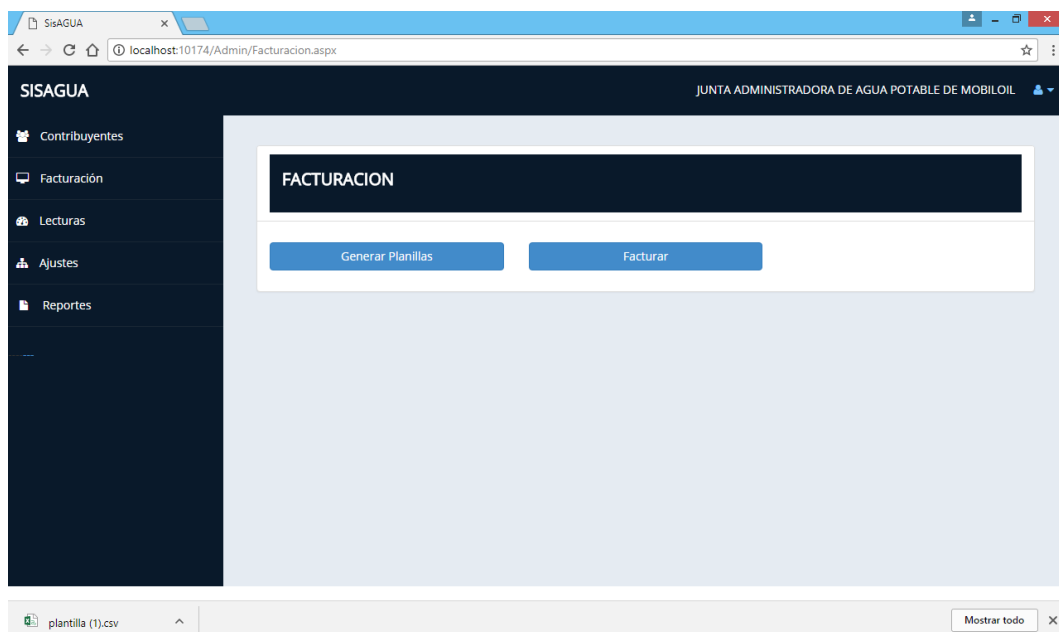 SisAGUA
localhost:10174/Admin/Facturacion.aspx
SISAGUA
JUNTA ADMINISTRADORA DE AGUA POTABLE DE MOBILOIL
Contribuyentes
Facturación
Lecturas
Ajustes
Reportes
FACTURACION
Generar Planillas
Facturar
plantilla (1).csv
Mostrar todo